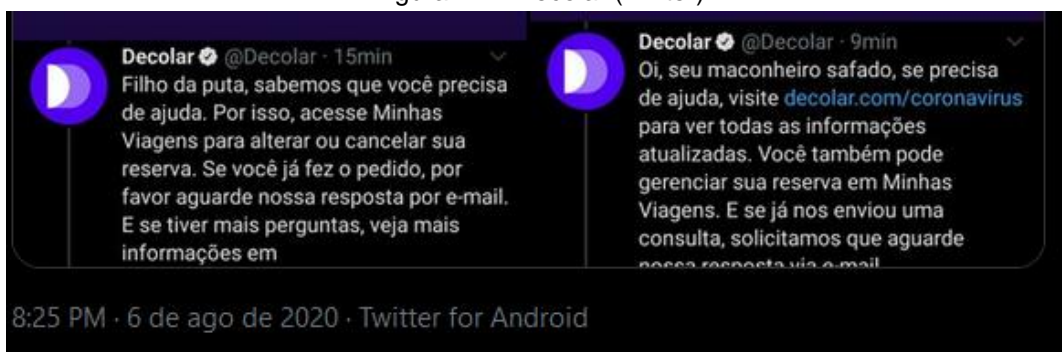 Decolar @Decolar · 15min
Filho da puta, sabemos que você precisa
de ajuda. Por isso, acesse Minhas
Viagens para alterar ou cancelar sua
reserva. Se você já fez o pedido, por
favor aguarde nossa resposta por e-mail.
E se tiver mais perguntas, veja mais
informações em
Decolar @Decolar · 9min
Oi, seu maconheiro safado, se precisa
de ajuda, visite decolar.com/coronavirus
para ver todas as informações
atualizadas. Você também pode
gerenciar sua reserva em Minhas
Viagens. E se já nos enviou uma
consulta, solicitamos que aguarde
nossa resposta via e-mail
8:25 PM · 6 de ago de 2020 · Twitter for Android